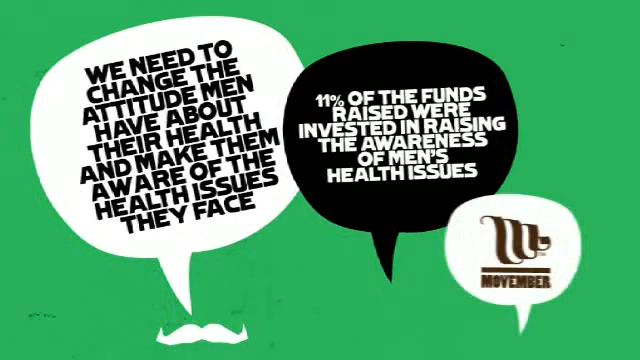 WE NEED TO
CHANGE THE
ATTITUDE MEN
HAVE ABOUT
THEIR HEALTH
AND MAKE THEM
AWARE OF THE
HEALTH ISSUES
THEY FACE
11% OF THE FUNDS
RAISED WERE
INVESTED IN RAISING
THE AWARENESS
OF MEN'S
HEALTH ISSUES
MOVEMBER